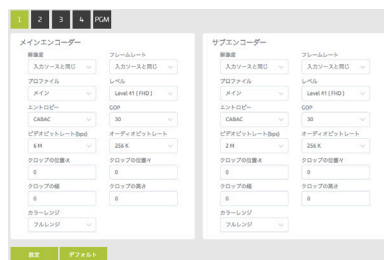 1 2 3 4 PGM
メインエンコーダー
解像度 フレームレート
入力ソースと同じ 入力ソースと同じ
プロファイル レベル
メイン Level 41 ( FHD )
エントロピー GOP
CABAC 30
ビデオビットレート(bps) オーディオビットレート
6 M 256 K
クロップの位置-X クロップの位置-Y
0 0
クロップの幅 クロップの高さ
0 0
カラーレンジ
フルレンジ
サブエンコーダー
解像度 フレームレート
入力ソースと同じ 入力ソースと同じ
プロファイル レベル
メイン Level 41 ( FHD )
エントロピー GOP
CABAC 30
ビデオビットレート(bps) オーディオビットレート
2 M 256 K
クロップの位置-X クロップの位置-Y
0 0
クロップの幅 クロップの高さ
0 0
カラーレンジ
フルレンジ
設定 デフォルト